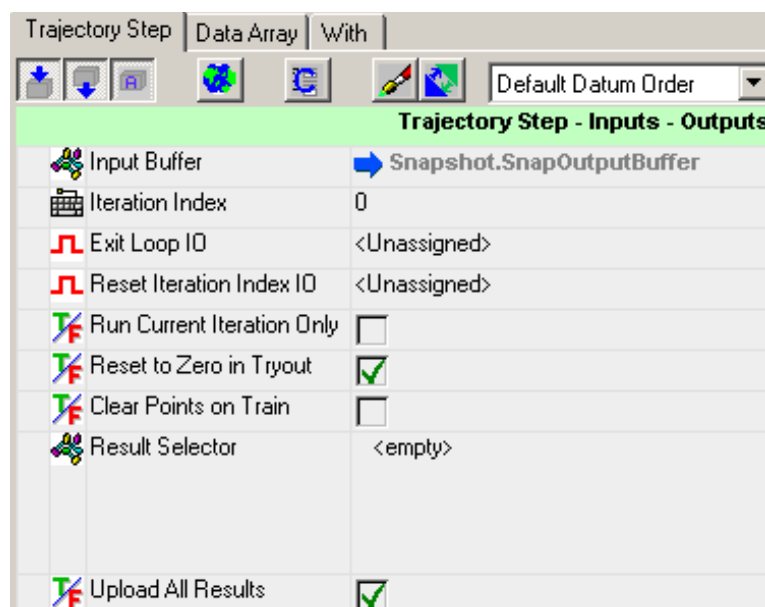 Trajectory Step Data Array With
Default Datum Order
Trajectory Step - Inputs - Outputs
Input Buffer Snapshot.SnapOutputBuffer
Iteration Index 0
Exit Loop IO <Unassigned>
Reset Iteration Index IO <Unassigned>
T/F Run Current Iteration Only
T/F Reset to Zero in Tryout
T/F Clear Points on Train
Result Selector <empty>
T/F Upload All Results